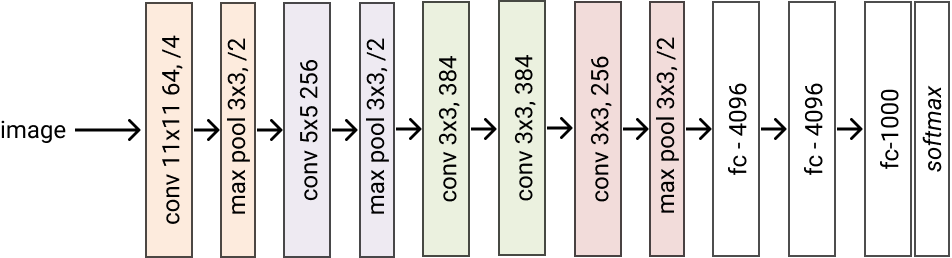 image
conv 11x11 64, /4
max pool 3x3, /2
conv 5x5 256
max pool 3x3, /2
conv 3x3, 384
conv 3x3, 384
conv 3x3, 256
max pool 3x3, /2
fc - 4096
fc - 4096
fc-1000
softmax